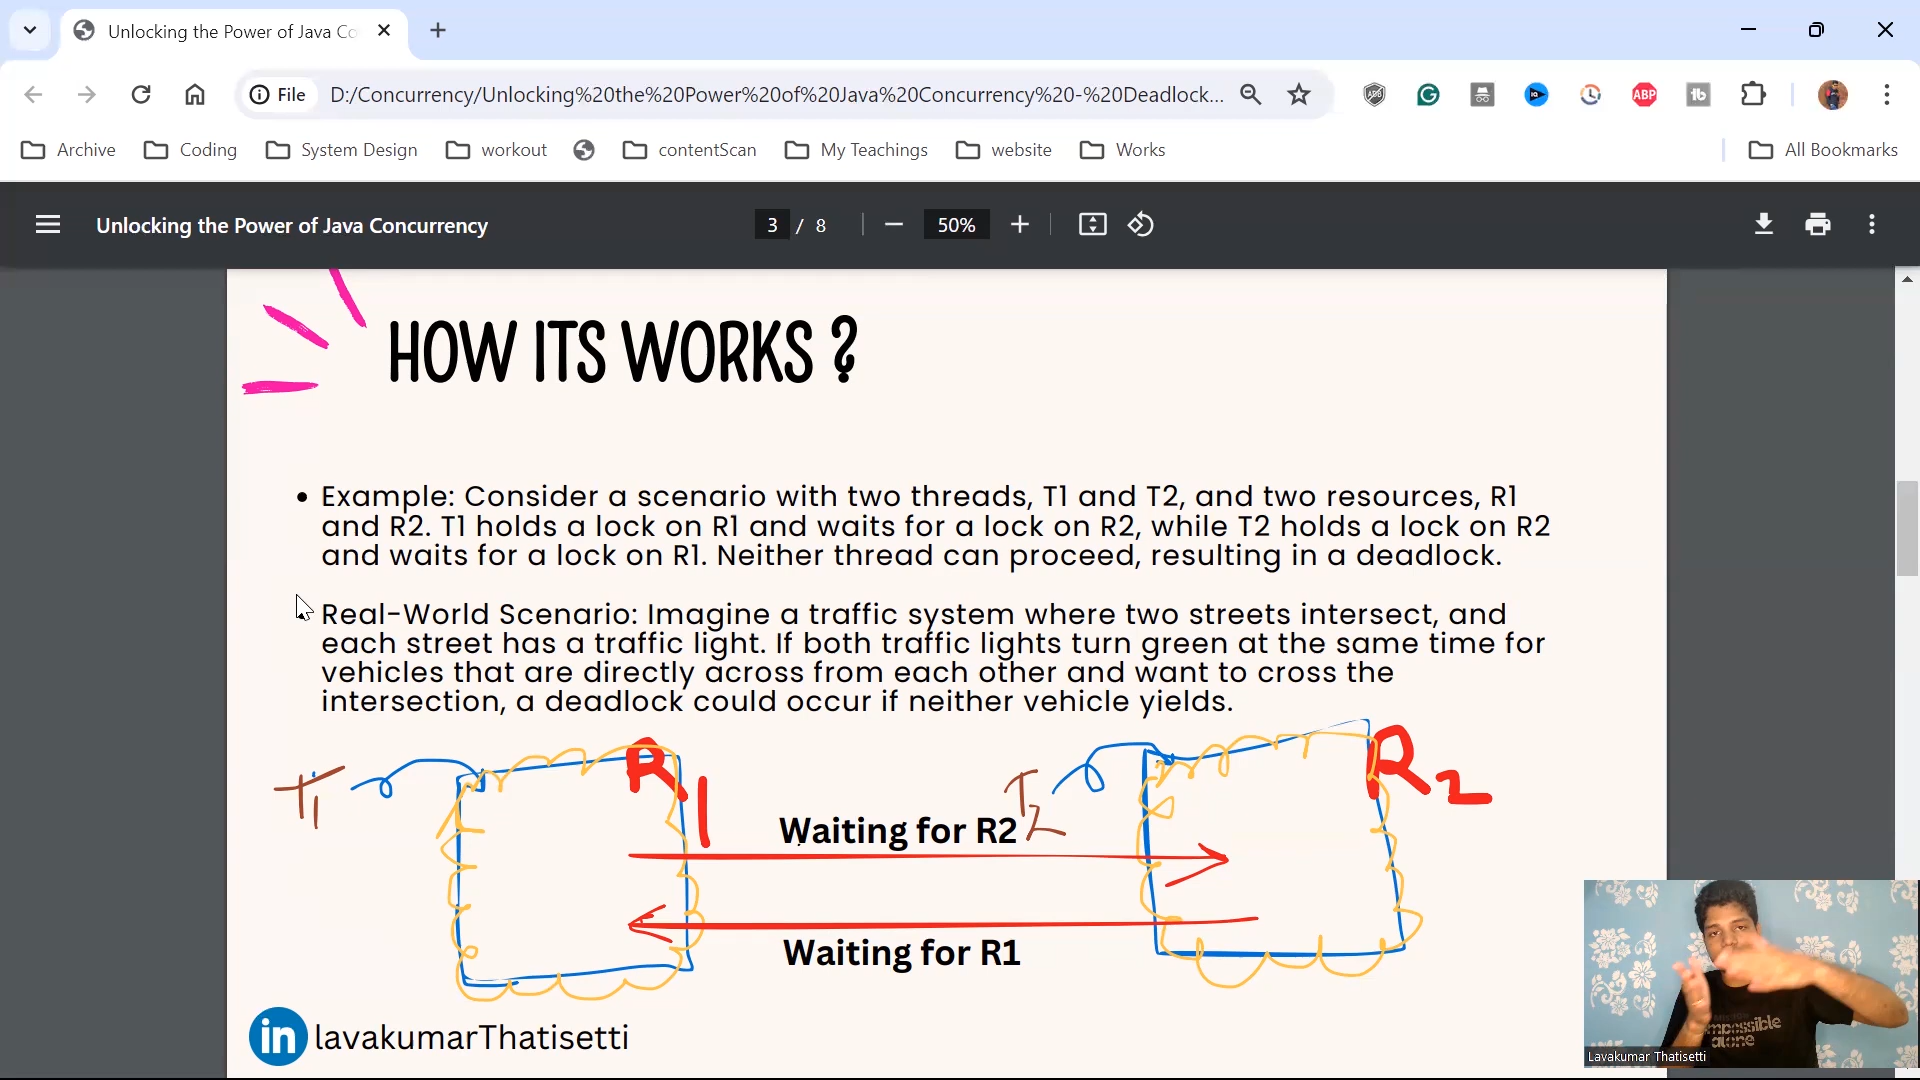 Unlocking the Power of Java Co
File
D:/Concurrency/Unlocking%20the%20Power%20of%20Java%20Concurrency%20-%20Deadlock...
ABP
Archive
Coding
System Design
workout
contentScan
My Teachings
website
Works
All Bookmarks
Unlocking the Power of Java Concurrency
3 / 8
50%
HOW ITS WORKS ?
• Example: Consider a scenario with two threads, T1 and T2, and two resources, R1
and R2. T1 holds a lock on R1 and waits for a lock on R2, while T2 holds a lock on R2
and waits for a lock on R1. Neither thread can proceed, resulting in a deadlock.
Real-World Scenario: Imagine a traffic system where two streets intersect, and
each street has a traffic light. If both traffic lights turn green at the same time for
vehicles that are directly across from each other and want to cross the
intersection, a deadlock could occur if neither vehicle yields.
T1
R1
T2
R2
Waiting for R2
Waiting for R1
in lavakumarThatisetti
mpossible
alone
Lavakumar Thatisetti